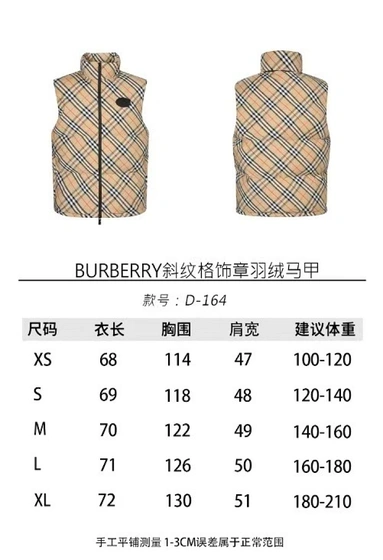 BURBERRY斜纹格饰章羽绒马甲
款号：D-164
尺码 衣长 胸围 肩宽 建议体重
XS 68 114 47 100-120
S 69 118 48 120-140
M 70 122 49 140-160
L 71 126 50 160-180
XL 72 130 51 180-210
手工平铺测量 1-3CM误差属于正常范围